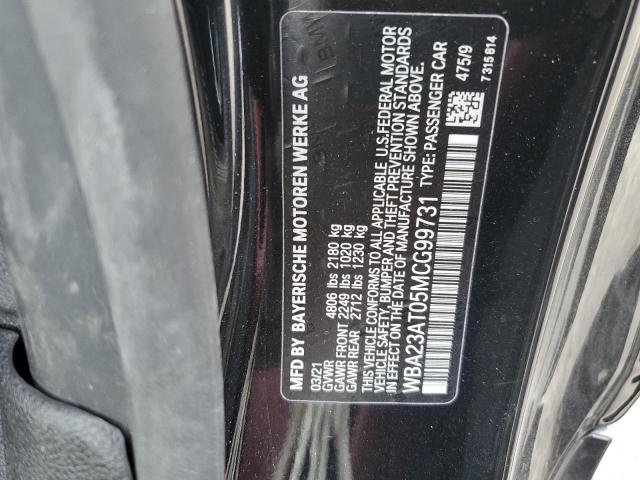 MFD BY BAYERISCHE MOTOREN WERKE AG
03/21
GVWR 4806 lbs 2180 kg
GAWR FRONT 2249 lbs 1020 kg
GAWR REAR 2712 lbs 1230 kg
THIS VEHICLE CONFORMS TO ALL APPLICABLE U.S.FEDERAL MOTOR
VEHICLE SAFETY, BUMPER AND THEFT PREVENTION STANDARDS
IN EFFECT ON THE DATE OF MANUFACTURE SHOWN ABOVE.
WBA23AT05MCG99731 TYPE: PASSENGER CAR
475/9
7315814
BMW